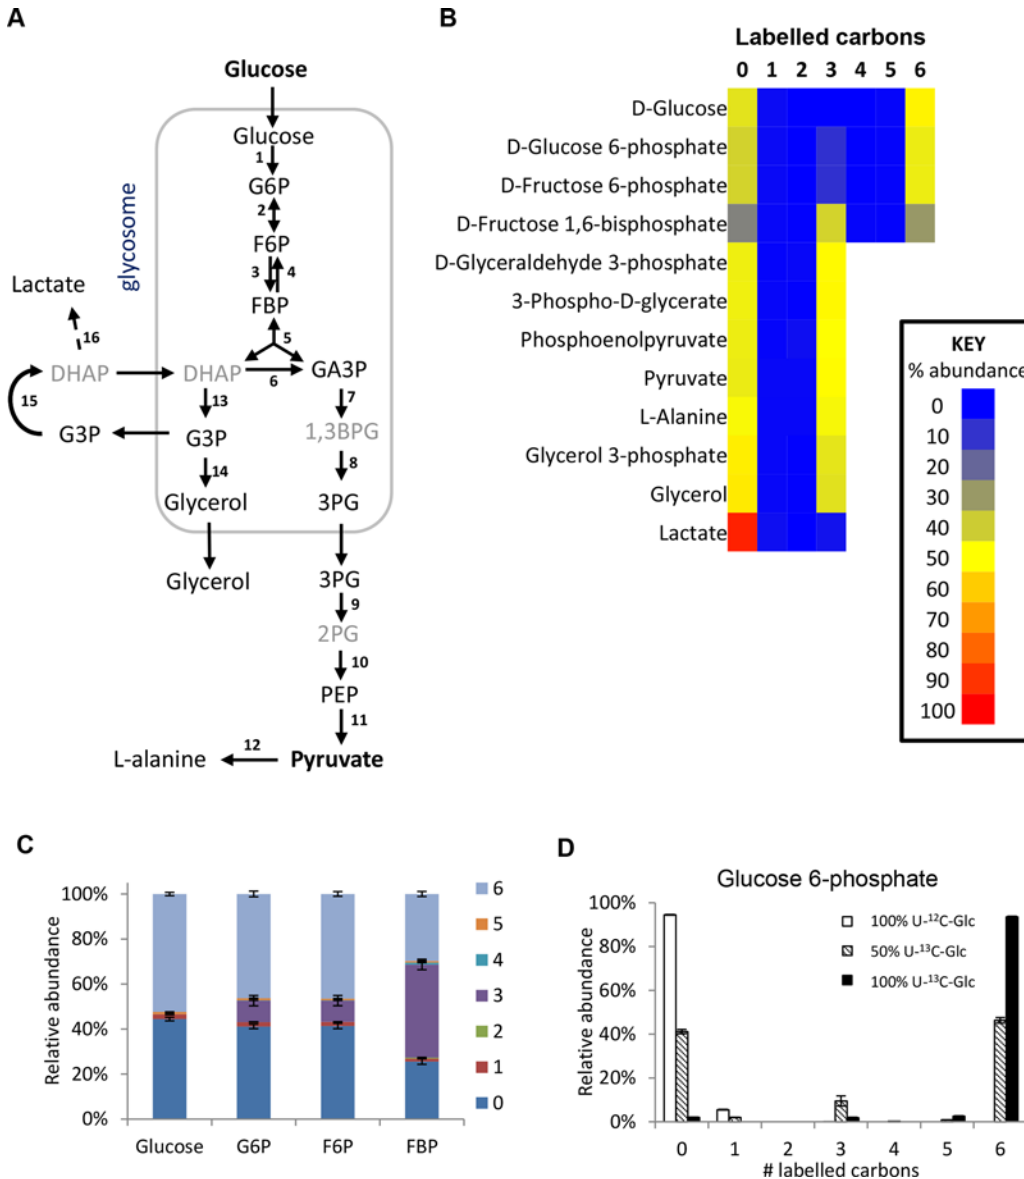 A
Glucose
glycosome
Glucose
1
G6P
2
F6P
3 4
FBP
5
Lactate
16
DHAP
DHAP
6
GA3P
15
13
7
G3P
G3P
1,3BPG
14
8
Glycerol
3PG
Glycerol
3PG
9
2PG
10
PEP
11
L-alanine
12
Pyruvate
B
Labelled carbons
0 1 2 3 4 5 6
D-Glucose
D-Glucose 6-phosphate
D-Fructose 6-phosphate
D-Fructose 1,6-bisphosphate
D-Glyceraldehyde 3-phosphate
3-Phospho-D-glycerate
Phosphoenolpyruvate
Pyruvate
L-Alanine
Glycerol 3-phosphate
Glycerol
Lactate
KEY
% abundance
0
10
20
30
40
50
60
70
80
90
100
C
Relative abundance
100%
80%
60%
40%
20%
0%
Glucose G6P F6P FBP
6
5
4
3
2
1
0
D
Glucose 6-phosphate
Relative abundance
100%
80%
60%
40%
20%
0%
100% U-¹²C-Glc
50% U-¹³C-Glc
100% U-¹³C-Glc
0 1 2 3 4 5 6
# labelled carbons